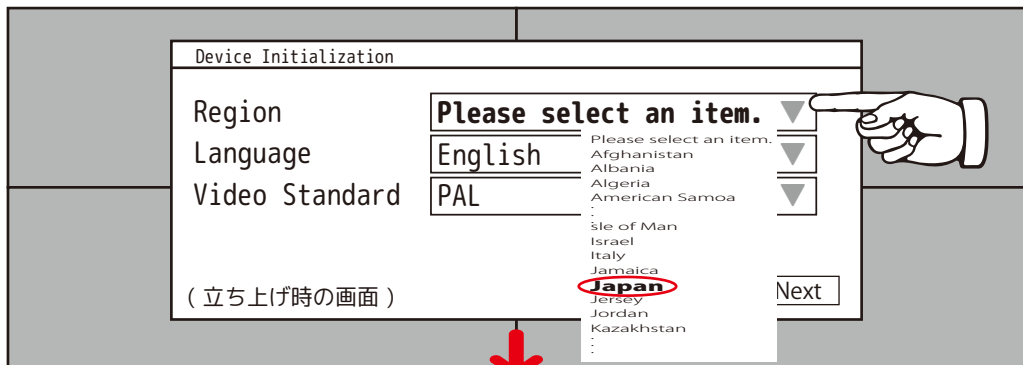 Device Initialization
Region
Please select an item.
Language
English
Video Standard
PAL
Please select an item.
Afghanistan
Albania
Algeria
American Samoa
:
sle of Man
Israel
Italy
Jamaica
Japan
Jersey
Jordan
Kazakhstan
:
(立ち上げ時の画面)
Next